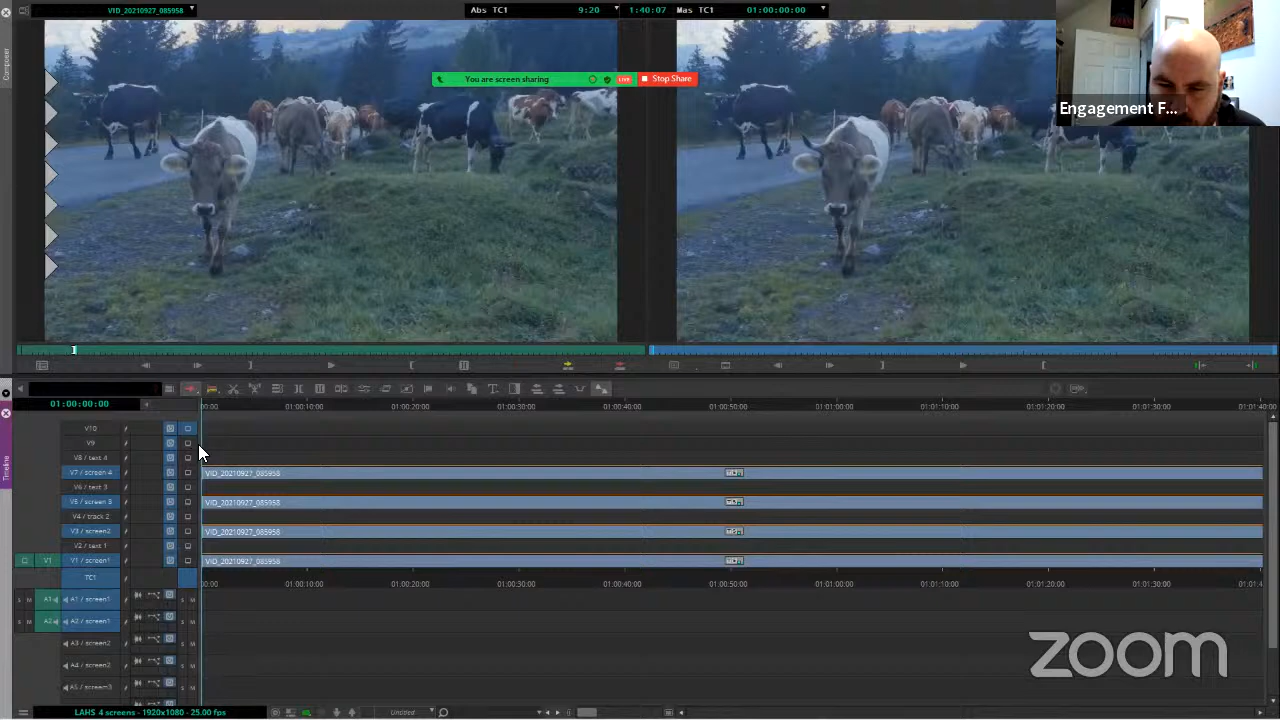 VID_20210927_085958
Abs TC1
9:20
1:40:07
Mas TC1
01:00:00:00
Composer
You are screen sharing
LIVE
Stop Share
Engagement F...
01:00:00:00
:00
01:00:10:00
01:00:20:00
01:00:30:00
01:00:40:00
01:00:50:00
01:01:00:00
01:01:10:00
01:01:20:00
01:01:30:00
01:01:40:00
Timeline
V10
V9
V8 / text 4
V7 / screen 4
VID_20210927_085958
V6 / text 3
V5 / screen 3
VID_20210927_085958
V4 / track 2
V3 / screen2
VID_20210927_085958
V2 / text 1
V1
V1 / screen1
VID_20210927_085958
TC1
:00
01:00:10:00
01:00:20:00
01:00:30:00
01:00:40:00
01:00:50:00
01:01:00:00
01:01:10:00
01:01:20:00
01:01:30:00
01:01:4
S M A1 A1 / screen1 S M
S M A2 A2 / screen1 S M
A3 / screen2 S M
A4 / screen2 S M
A5 / screen3 S M
zoom
LAHS 4 screens - 1920x1080 - 25.00 fps
Untitled